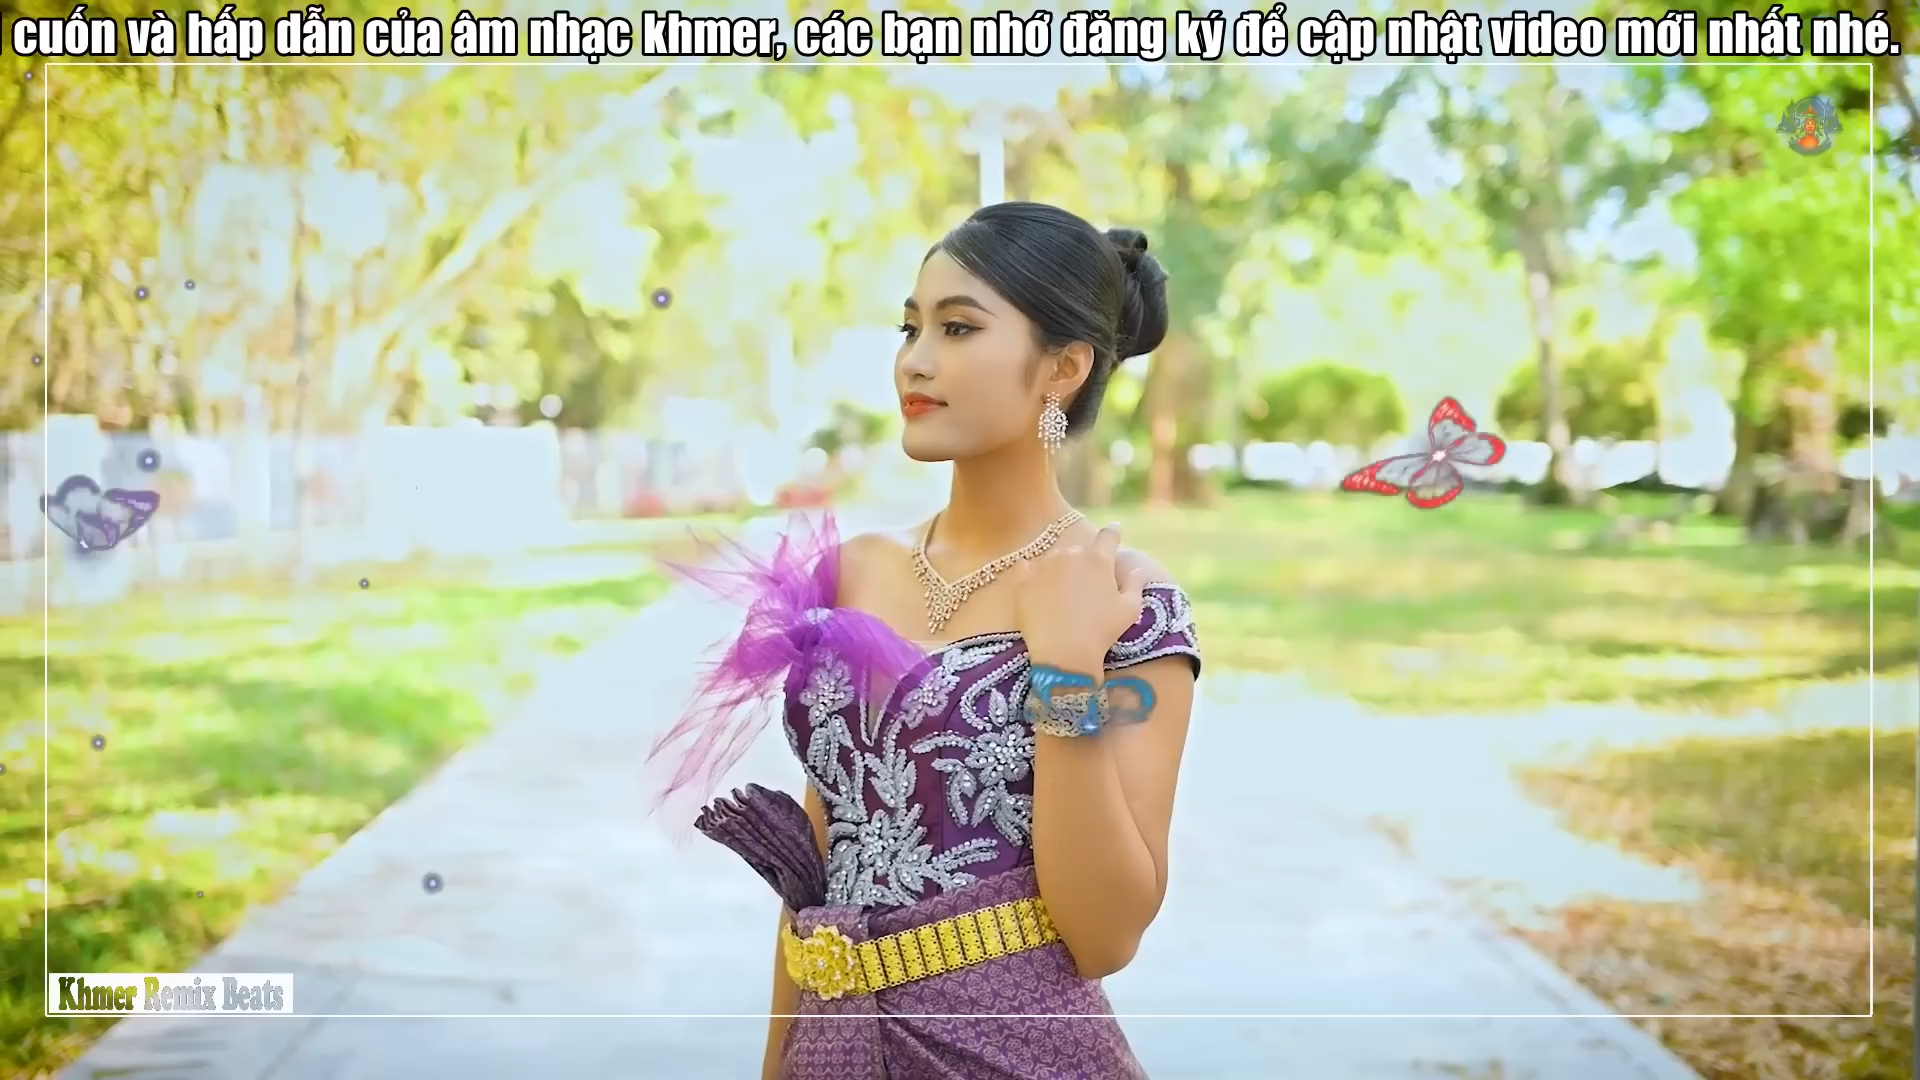 cuốn và hấp dẫn của âm nhạc khmer, các bạn nhớ đăng ký để cập nhật video mới nhất nhé.
Khmer Remix Beats